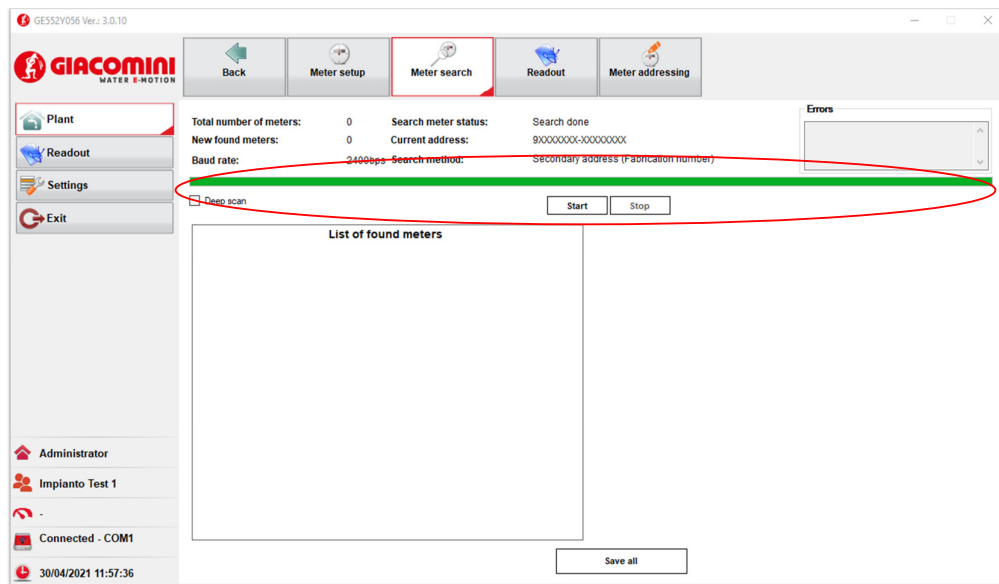 GE552Y056 Ver.: 3.0.10
GIACOMINI
WATER E-MOTION
Back
Meter setup
Meter search
Readout
Meter addressing
Plant
Readout
Settings
Exit
Total number of meters: 0 Search meter status: Search done
New found meters: 0 Current address: 9XXXXXXX-XXXXXXXX
Baud rate: 2400bps Search method: Secondary address (Fabrication number)
Errors
Deep scan
Start
Stop
List of found meters
Administrator
Impianto Test 1
-
Connected - COM1
30/04/2021 11:57:36
Save all